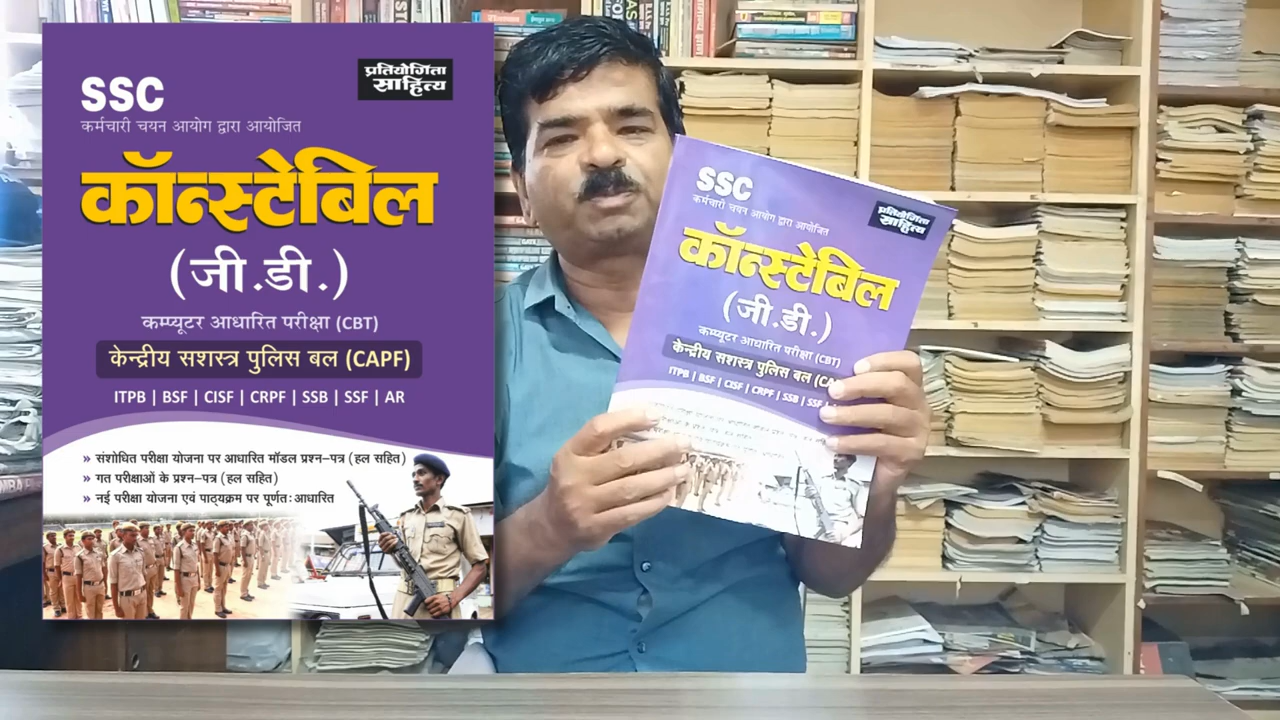 SSC
प्रतियोगिता
साहित्य
कर्मचारी चयन आयोग द्वारा आयोजित
कॉन्स्टेबिल
(जी.डी.)
कम्प्यूटर आधारित परीक्षा (CBT)
केन्द्रीय सशस्त्र पुलिस बल (CAPF)
ITPB | BSF | CISF | CRPF | SSB | SSF | AR
» संशोधित परीक्षा योजना पर आधारित मॉडल प्रश्न-पत्र (हल सहित)
» गत परीक्षाओं के प्रश्न-पत्र (हल सहित)
» नई परीक्षा योजना एवं पाठ्यक्रम पर पूर्णतः आधारित
SSC
प्रतियोगिता
साहित्य
कर्मचारी चयन आयोग द्वारा आयोजित
कॉन्स्टेबिल
(जी.डी.)
कम्प्यूटर आधारित परीक्षा (CBT)
केन्द्रीय सशस्त्र पुलिस बल
ITPB | BSF | CISF | CRPF | SSB | SSF